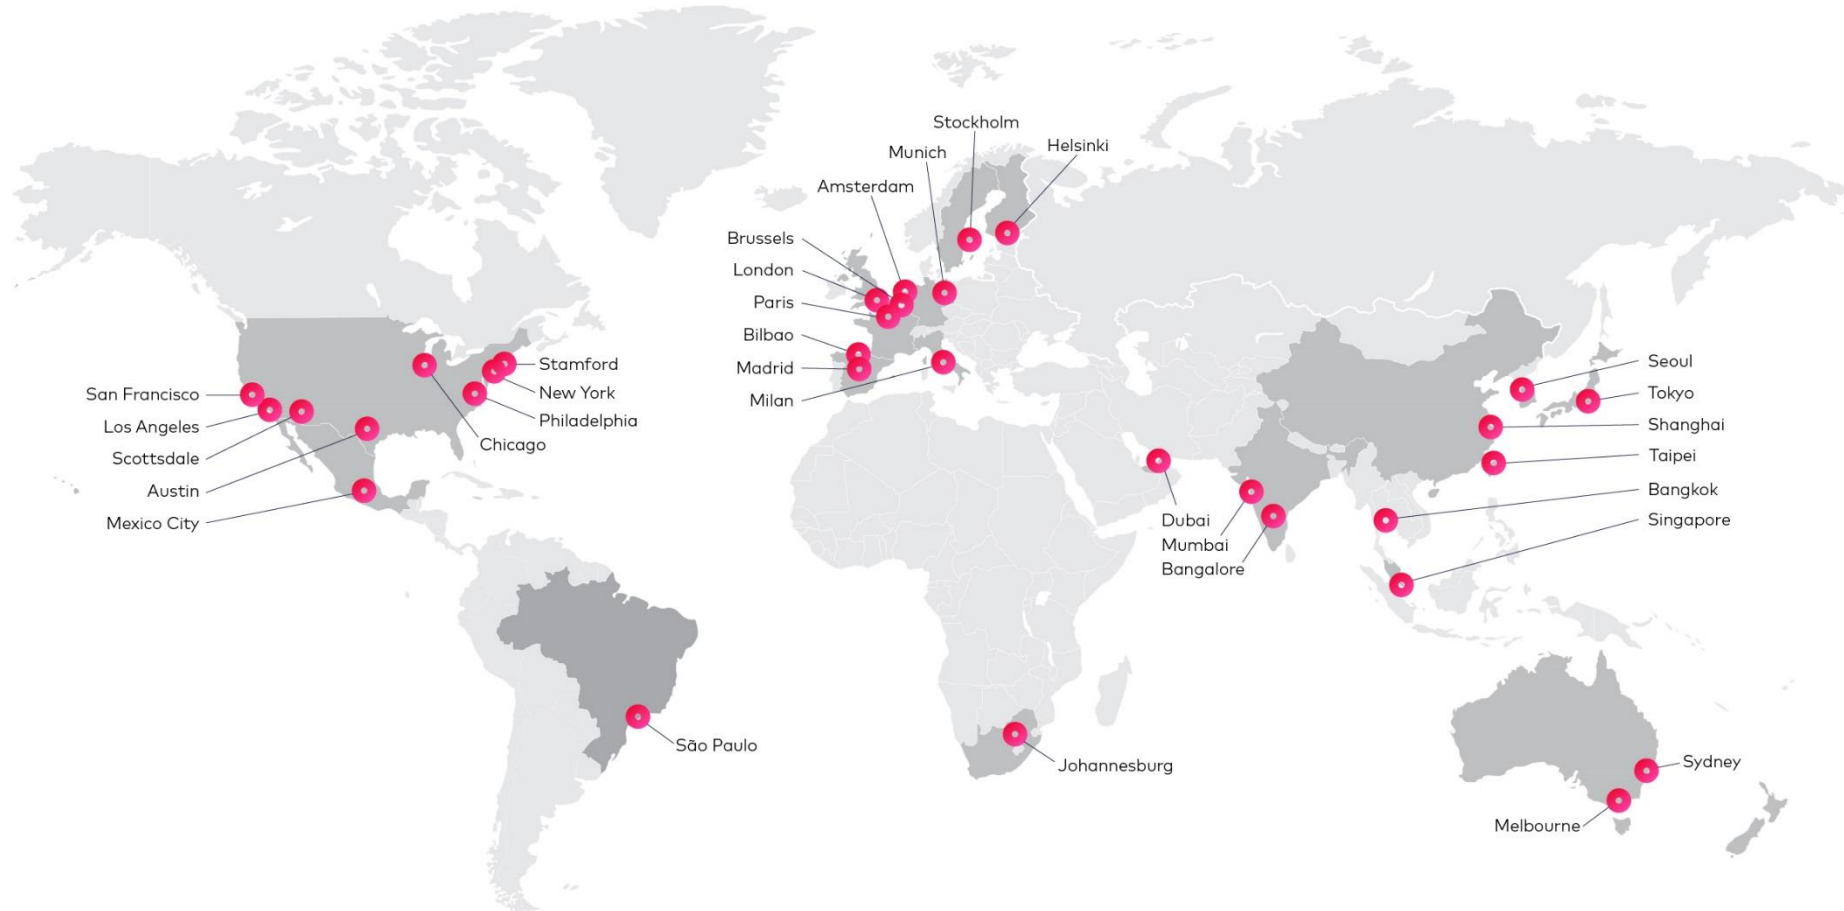 Stockholm
Helsinki
Munich
Amsterdam
Brussels
London
Paris
Bilbao
Madrid
Milan
San Francisco
Los Angeles
Scottsdale
Austin
Mexico City
Stamford
New York
Philadelphia
Chicago
São Paulo
Johannesburg
Dubai
Mumbai
Bangalore
Seoul
Tokyo
Shanghai
Taipei
Bangkok
Singapore
Sydney
Melbourne